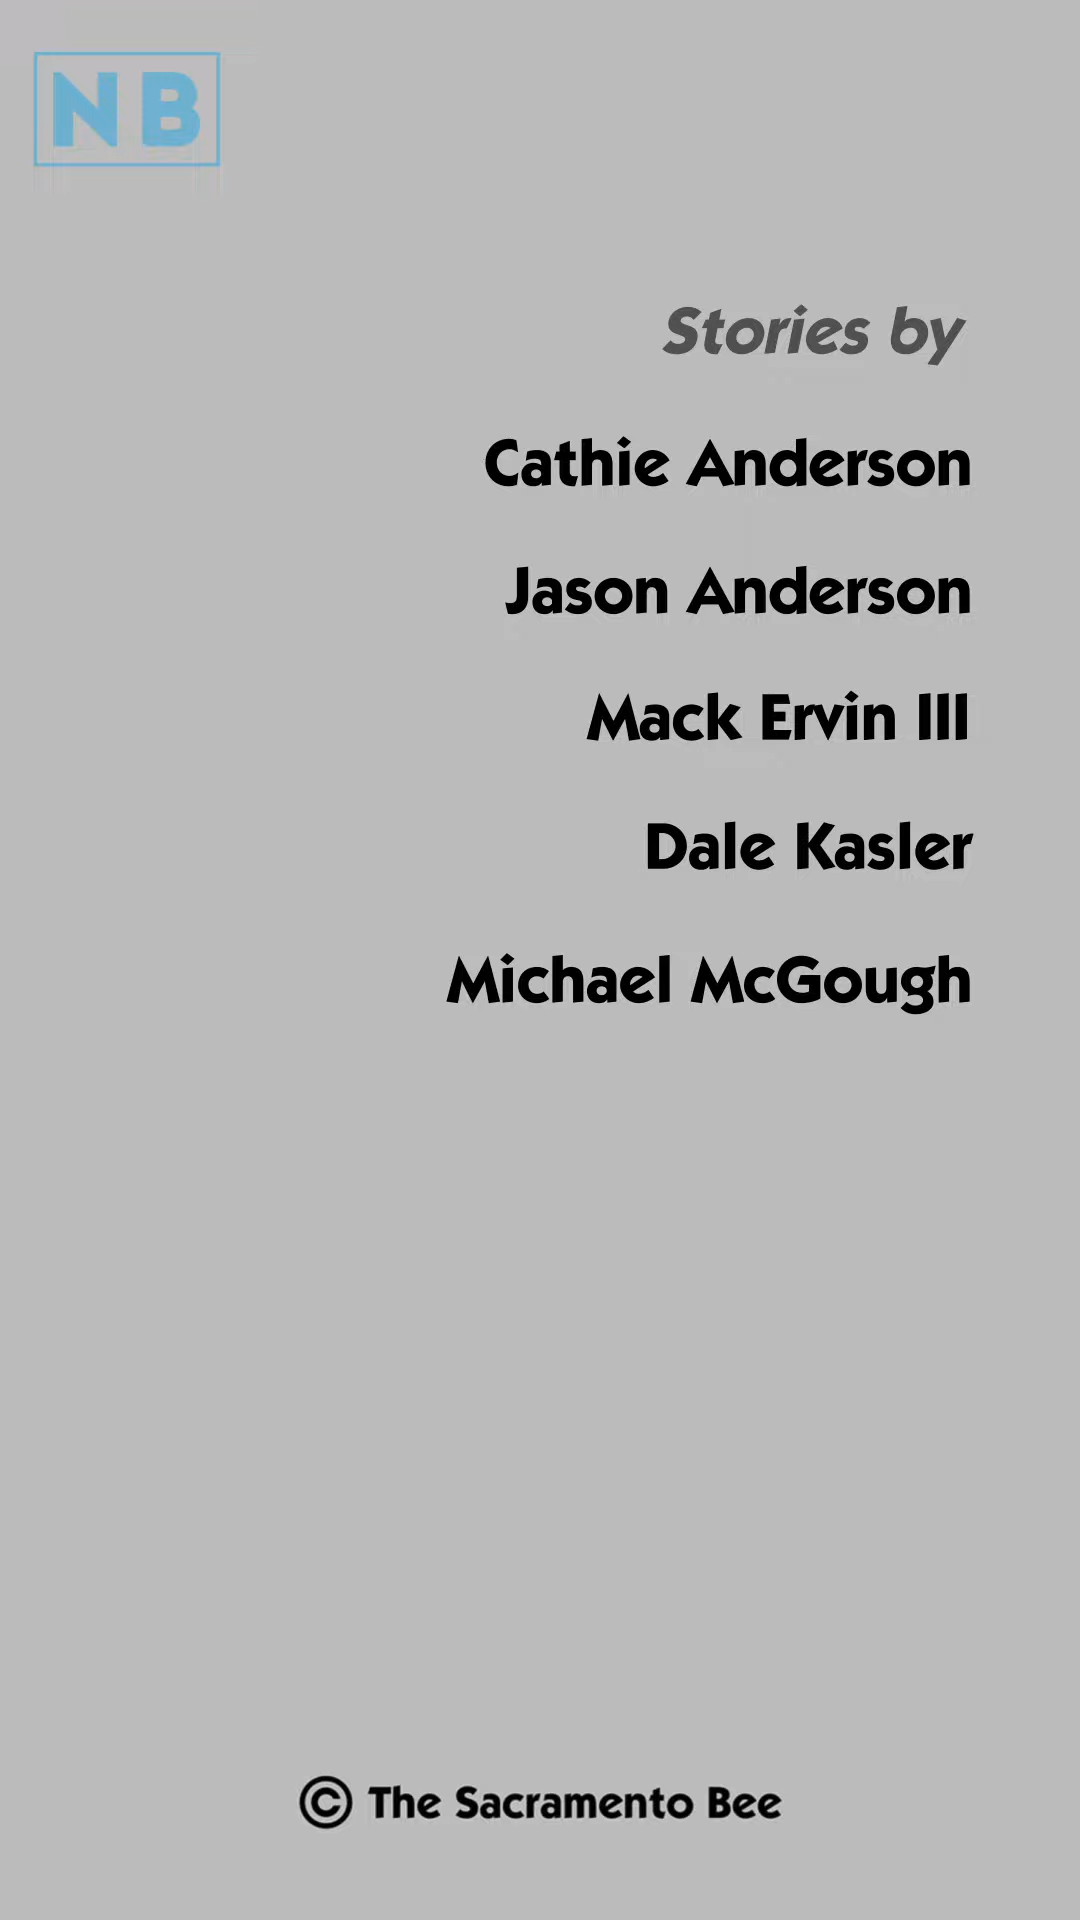 NB
Stories by
Cathie Anderson
Jason Anderson
Mack Ervin III
Dale Kasler
Michael McGough
© The Sacramento Bee